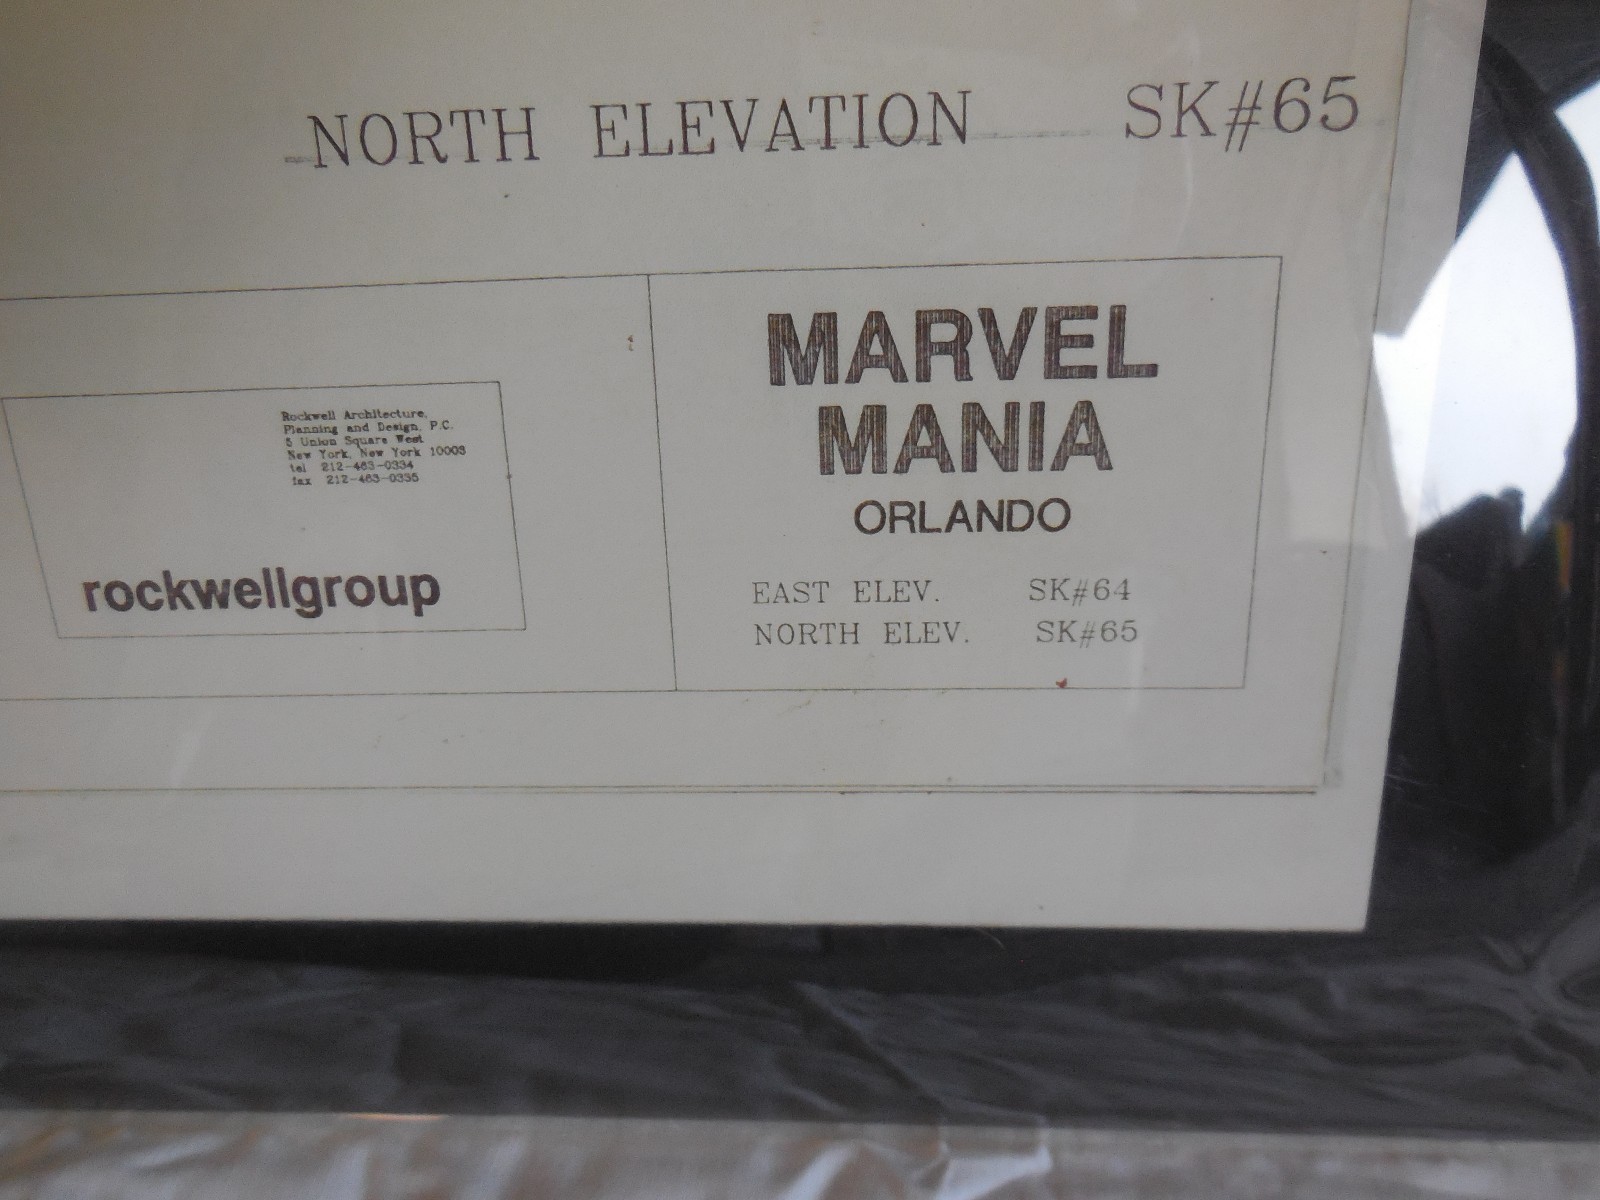 NORTH ELEVATION SK#65
Rockwell Architecture,
Planning and Design, P.C.
5 Union Square West
New York, New York 10003
tel 212-463-0334
fax 212-463-0335
rockwellgroup
MARVEL
MANIA
ORLANDO
EAST ELEV. SK#64
NORTH ELEV. SK#65